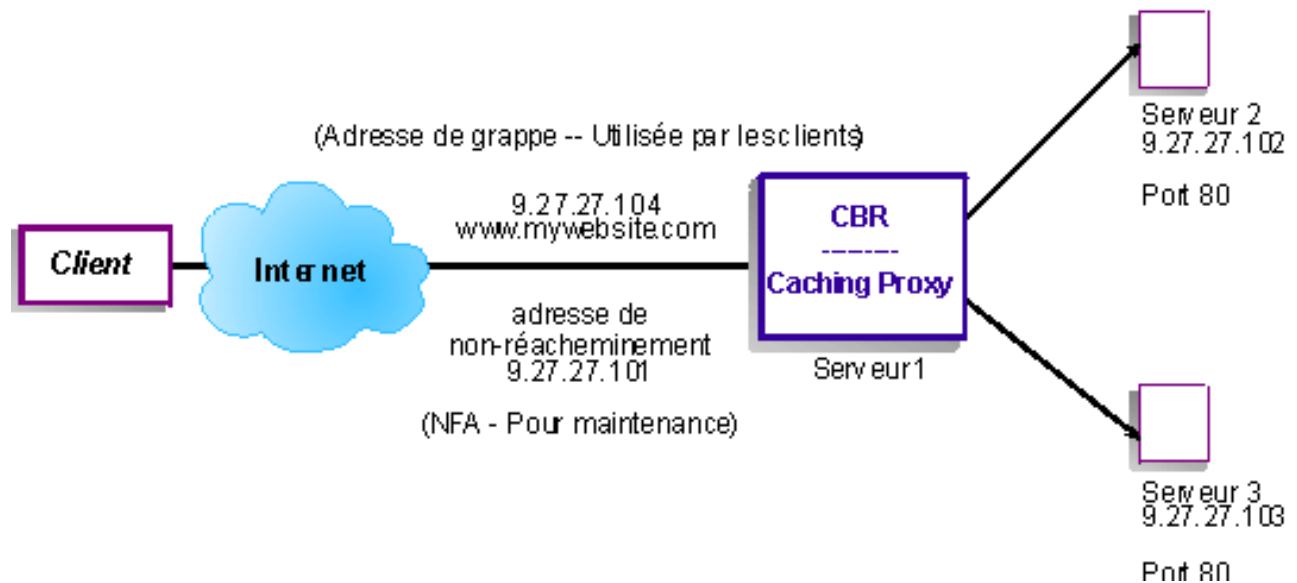 (Adresse de grappe -- Utilisée par les clients)
9.27.27.104
www.mywebsite.com
Client
Internet
adresse de
non-réacheminement
9.27.27.101
(NFA - Pour maintenance)
CBR
--------
Caching Proxy
Serveur 1
Serveur 2
9.27.27.102
Port 80
Serveur 3
9.27.27.103
Port 80